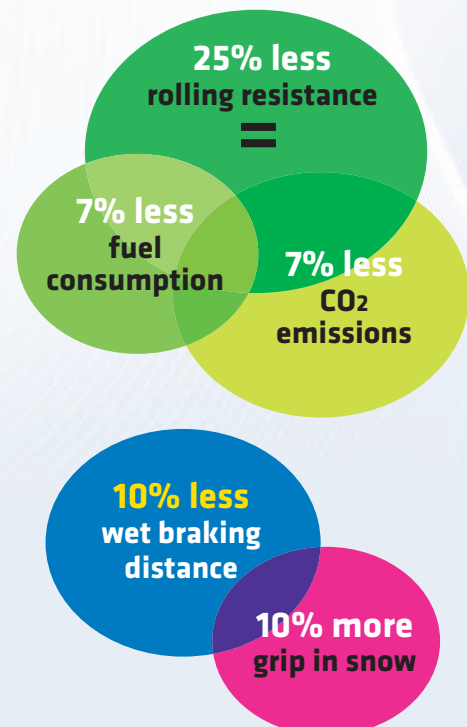 25% less
rolling resistance
=
7% less
fuel
consumption
7% less
CO2
emissions
10% less
wet braking
distance
10% more
grip in snow